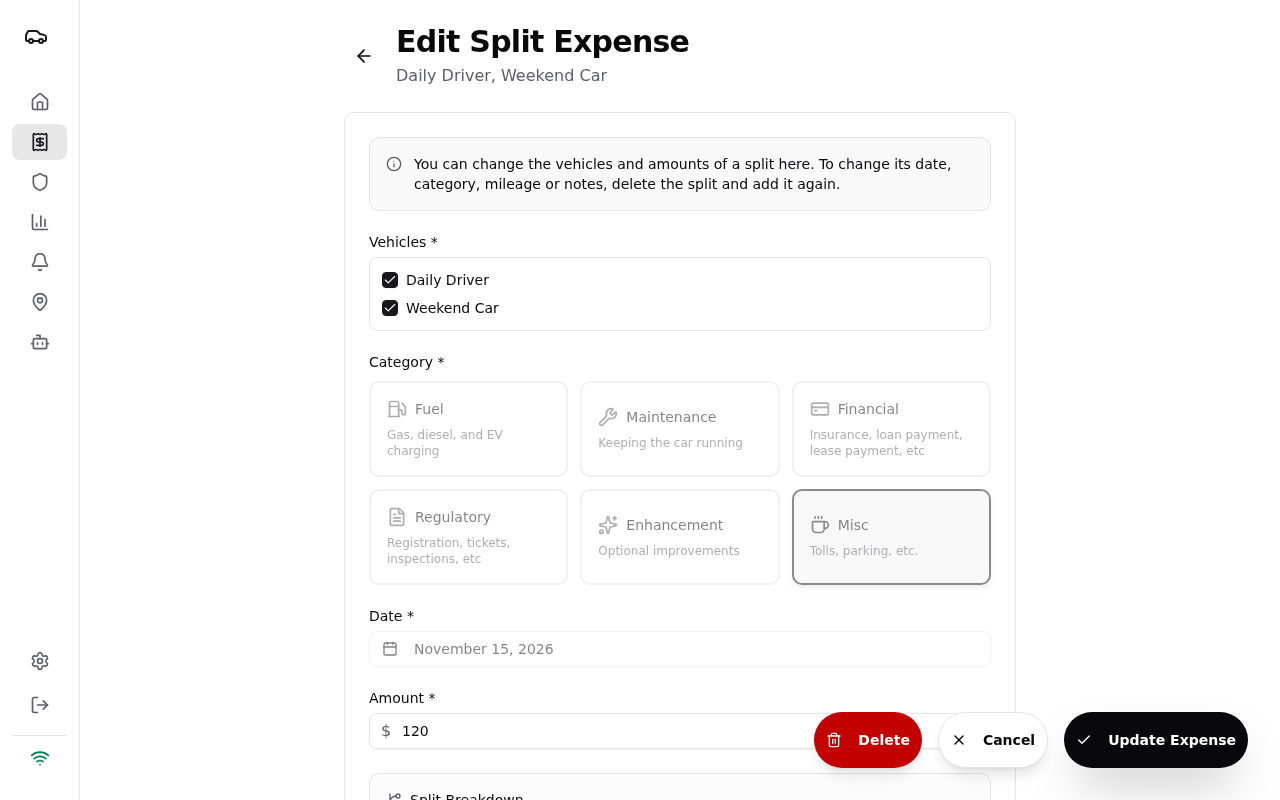 Edit Split Expense
Daily Driver, Weekend Car
You can change the vehicles and amounts of a split here. To change its date,
category, mileage or notes, delete the split and add it again.
Vehicles *
Daily Driver
Weekend Car
Category *
Fuel
Gas, diesel, and EV
charging
Maintenance
Keeping the car running
Financial
Insurance, loan payment,
lease payment, etc
Regulatory
Registration, tickets,
inspections, etc
Enhancement
Optional improvements
Misc
Tolls, parking, etc.
Date *
November 15, 2026
Amount *
$ 120
Delete
Cancel
Update Expense
Split Breakdown